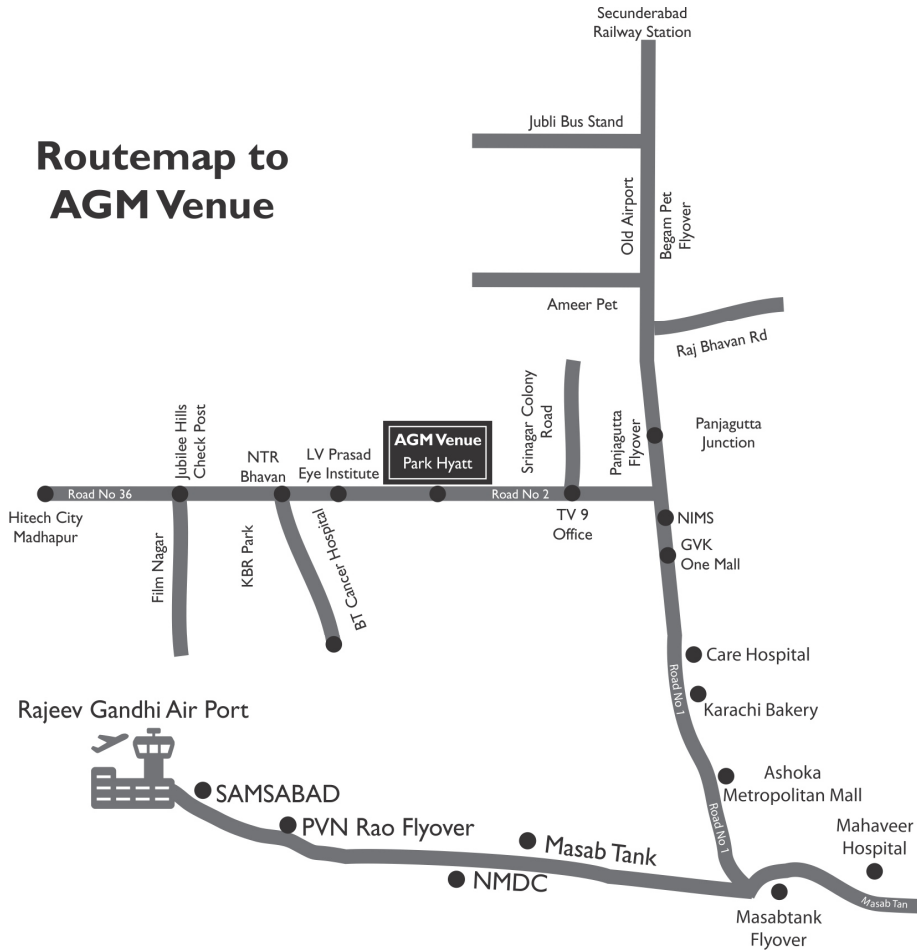 Secunderabad
Railway Station
Jubli Bus Stand
Routemap to
AGM Venue
Old Airport
Begam Pet
Flyover
Ameer Pet
Raj Bhavan Rd
Srinagar Colony
Road
Panjagutta
Flyover
Panjagutta
Junction
Jubilee Hills
Check Post
NTR
Bhavan
LV Prasad
Eye Institute
AGM Venue
Park Hyatt
Road No 36
Road No 2
Hitech City
Madhapur
TV 9
Office
NIMS
GVK
One Mall
Film Nagar
KBR Park
BT Cancer Hospital
Care Hospital
Road No 1
Karachi Bakery
Rajeev Gandhi Air Port
Ashoka
Metropolitan Mall
SAMSABAD
PVN Rao Flyover
Road No 1
Mahaveer
Hospital
Masab Tank
NMDC
Masab Tan
Masabtank
Flyover